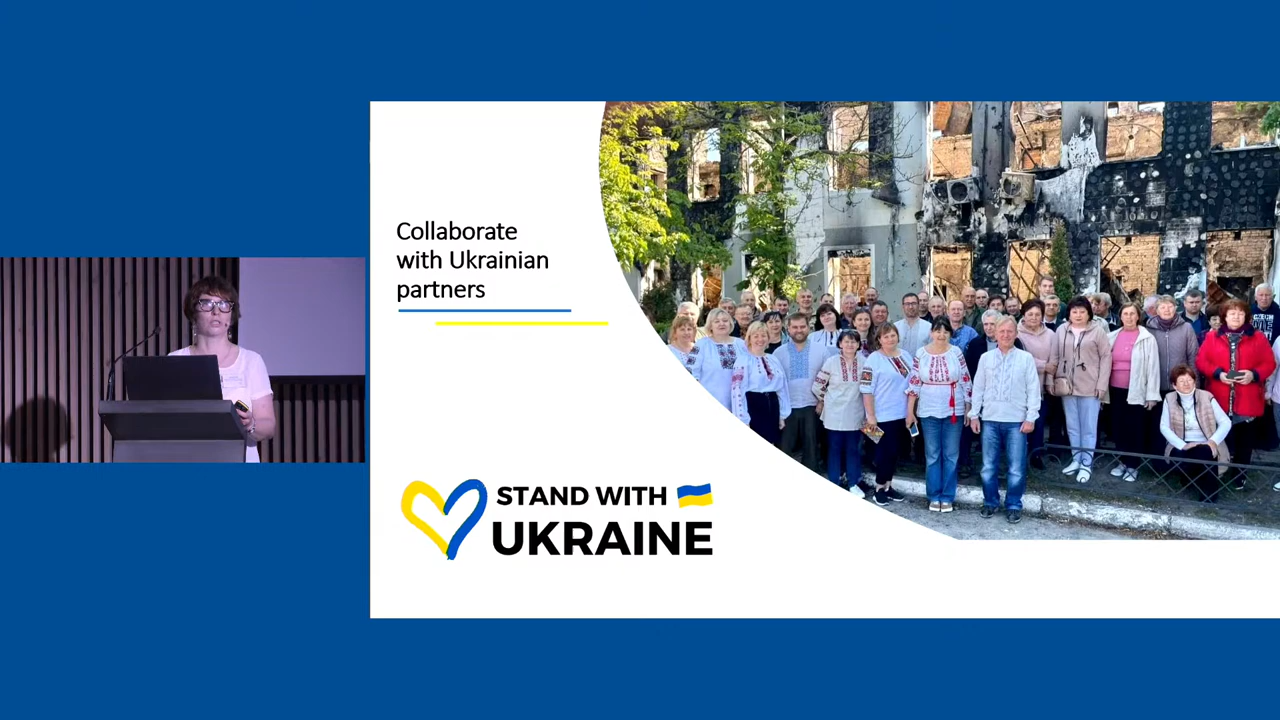 Collaborate
with Ukrainian
partners
STAND WITH
UKRAINE